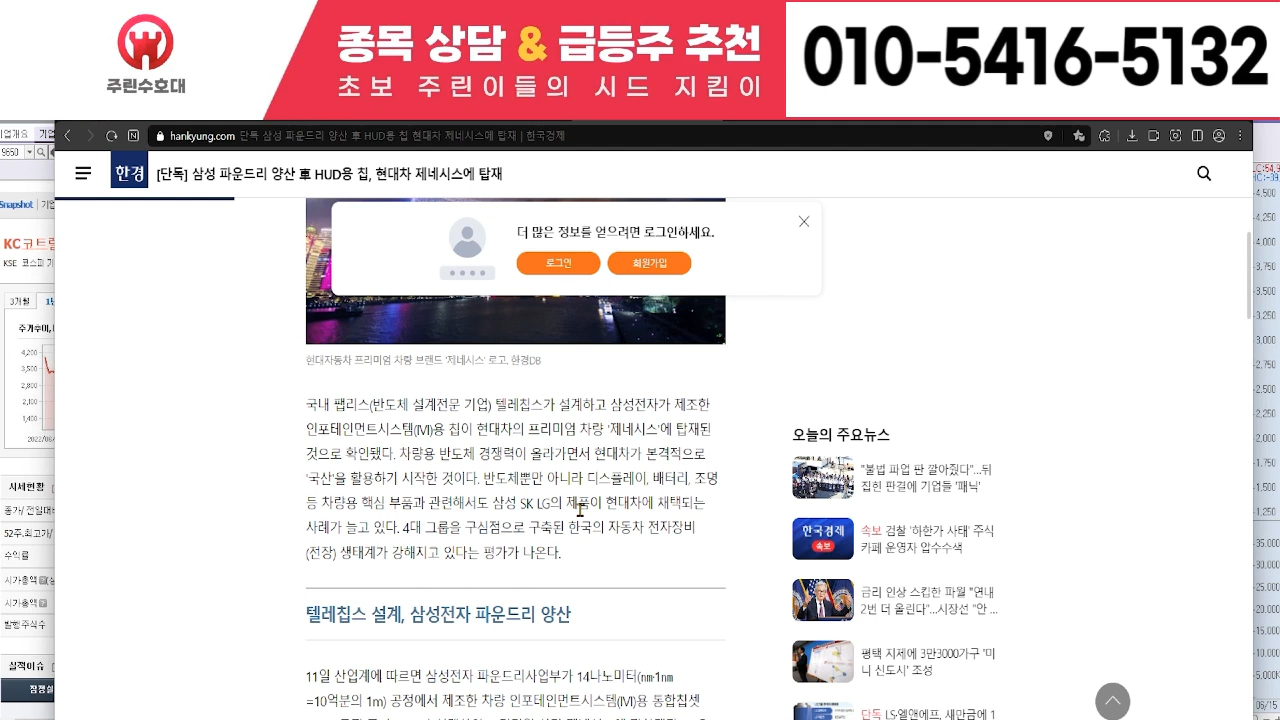 주린수호대
종목 상담 & 급등주 추천
초보 주린이들의 시드 지킴이
010-5416-5132
hankyung.com 단독 삼성 파운드리 양산 車 HUD용 칩 현대차 제네시스에 탑재 | 한국경제
한경
[단독] 삼성 파운드리 양산 車 HUD용 칩, 현대차 제네시스에 탑재
더 많은 정보를 얻으려면 로그인하세요.
로그인
회원가입
현대자동차 프리미엄 차량 브랜드 '제네시스' 로고, 한경DB
국내 팹리스(반도체 설계전문 기업) 텔레칩스가 설계하고 삼성전자가 제조한
인포테인먼트시스템(IVI)용 칩이 현대차의 프리미엄 차량 '제네시스'에 탑재된
것으로 확인됐다. 차량용 반도체 경쟁력이 올라가면서 현대차가 본격적으로
'국산'을 활용하기 시작한 것이다. 반도체뿐만 아니라 디스플레이, 배터리, 조명
등 차량용 핵심 부품과 관련해서도 삼성 SK LG의 제품이 현대차에 채택되는
사례가 늘고 있다. 4대 그룹을 구심점으로 구축된 한국의 자동차 전자장비
(전장) 생태계가 강해지고 있다는 평가가 나온다.
텔레칩스 설계, 삼성전자 파운드리 양산
11일 산업계에 따르면 삼성전자 파운드리사업부가 14나노미터(㎚·1㎚
=10억분의 1m) 공정에서 제조한 차량 인포테인먼트시스템(IVI)용 통합칩셋
오늘의 주요뉴스
"불법 파업 판 깔아줬다"...뒤
집힌 판결에 기업들 '패닉'
한국경제
속보
속보 검찰 '하한가 사태' 주식
카페 운영자 압수수색
금리 인상 스킵한 파월 "연내
2번 더 올린다"...시장선 "안 ...
평택 지제에 3만3000가구 '미
니 신도시' 조성
단독 LS·엘앤에프, 새만금에 1
Snapshot
KC큐트
3개월
시세현황
발행주식수
실적이슈
잠정실
4,500
4,250
4,000
3,750
3,500
3,250
3,000